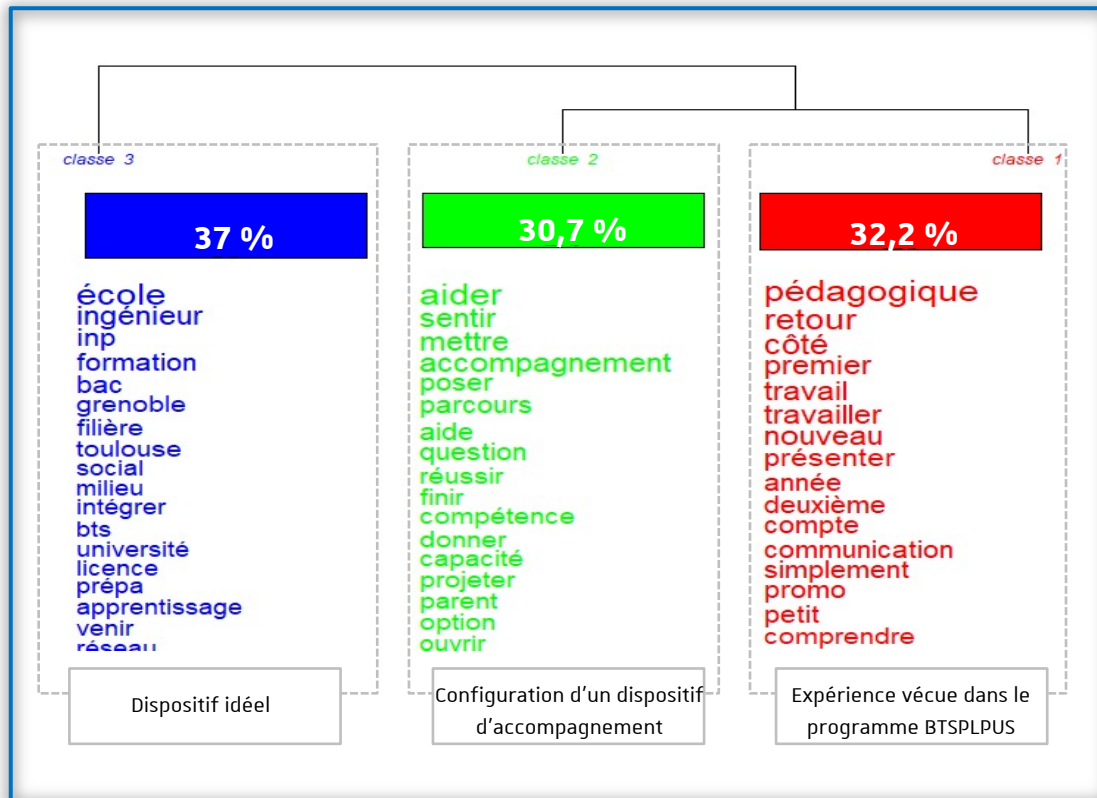 classe 3
37 %
école
ingénieur
inp
formation
bac
grenoble
filière
toulouse
social
milieu
intégrer
bts
université
licence
prépa
apprentissage
venir
réseau
Dispositif idéel
classe 2
30,7 %
aider
sentir
mettre
accompagnement
poser
parcours
aide
question
réussir
finir
compétence
donner
capacité
projeter
parent
option
ouvrir
Configuration d'un dispositif
d'accompagnement
classe 1
32,2 %
pédagogique
retour
côté
premier
travail
travailler
nouveau
présenter
année
deuxième
compte
communication
simplement
promo
petit
comprendre
Expérience vécue dans le
programme BTSPLPUS